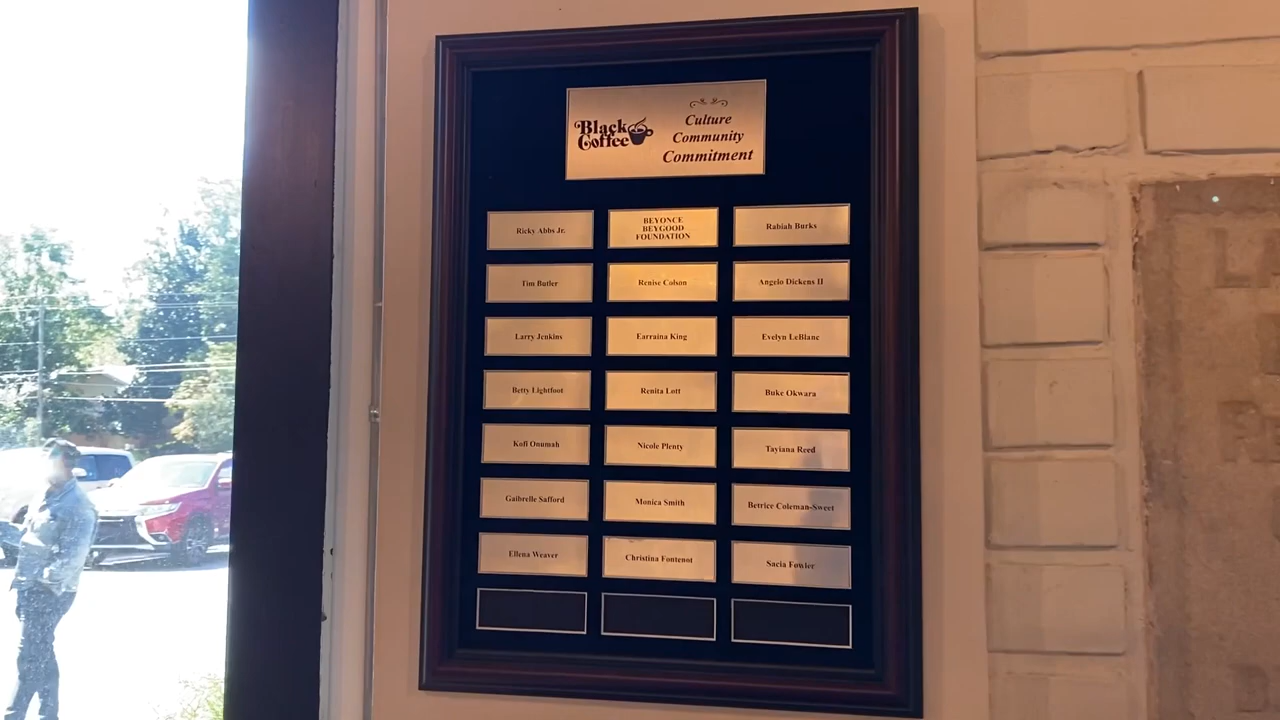 Black
Coffee
Culture
Community
Commitment
Ricky Abbs Jr.
BEYONCE
BEYGOOD
FOUNDATION
Rabiah Burks
Tim Butler
Renise Colson
Angelo Dickens II
Larry Jenkins
Earraina King
Evelyn LeBlanc
Betty Lightfoot
Renita Lott
Buke Okwara
Kofi Onumah
Nicole Plenty
Tayiana Reed
Gaibrelle Safford
Monica Smith
Betrice Coleman-Sweet
Ellena Weaver
Christina Fontenot
Sacia Fowler